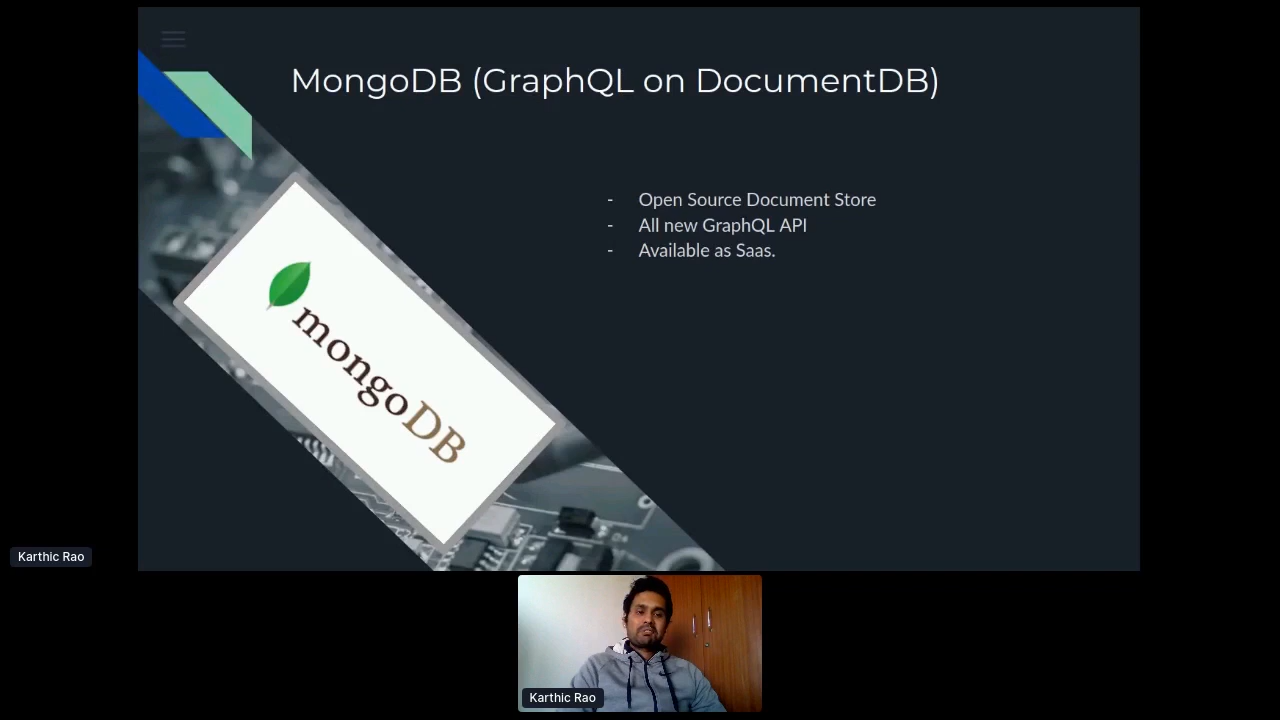 MongoDB (GraphQL on DocumentDB)
- Open Source Document Store
- All new GraphQL API
- Available as Saas.
mongoDB
Karthic Rao
Karthic Rao